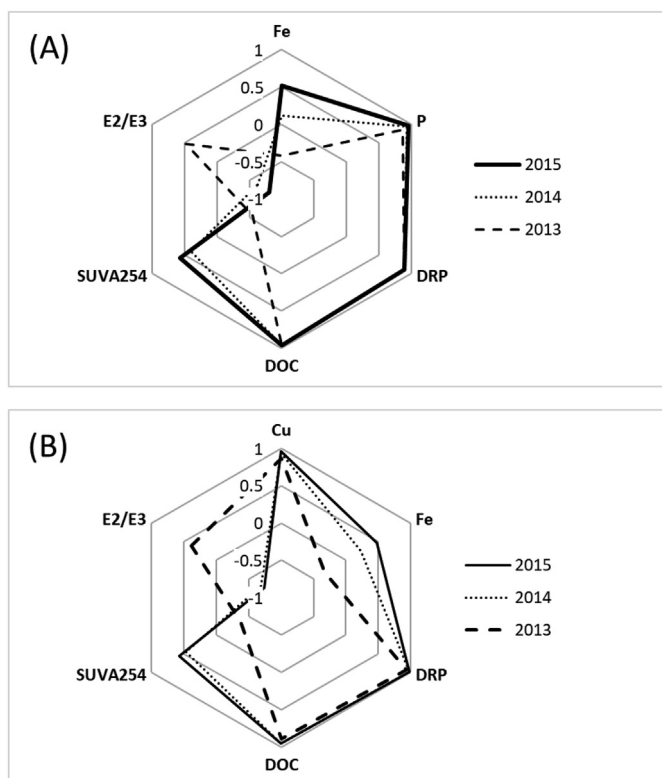 (A)
Fe
1
0.5
0
-0.5
-1
E2/E3
P
SUVA254
DRP
DOC
2015
2014
2013
(B)
Cu
1
0.5
0
-0.5
-1
E2/E3
Fe
SUVA254
DRP
DOC
2015
2014
2013